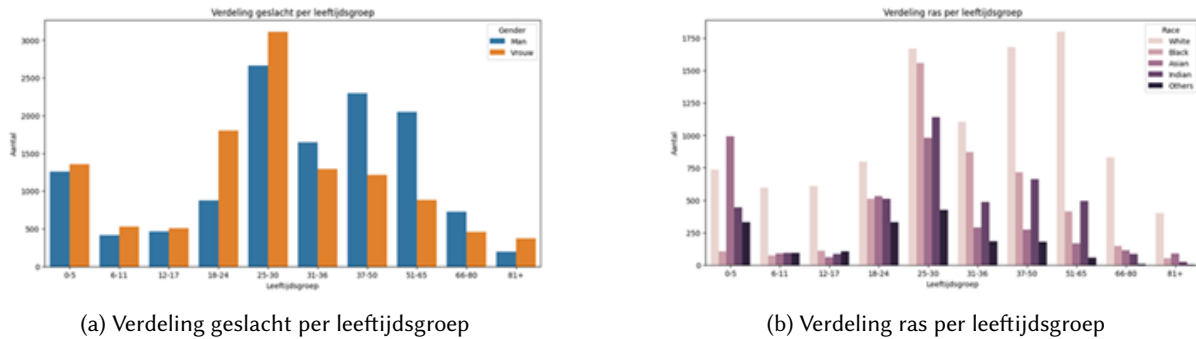 Verdeling geslacht per leeftijdsgroep
Gender
Man
Vrouw
3000
2500
2000
1500
1000
500
0
Aantal
0-5 6-11 12-17 18-24 25-30 31-36 37-50 51-65 66-80 81+
Leeftijdsgroep
(a) Verdeling geslacht per leeftijdsgroep
Verdeling ras per leeftijdsgroep
Race
White
Black
Asian
Indian
Others
1750
1500
1250
1000
750
500
250
0
Aantal
0-5 6-11 12-17 18-24 25-30 31-36 37-50 51-65 66-80 81+
Leeftijdsgroep
(b) Verdeling ras per leeftijdsgroep